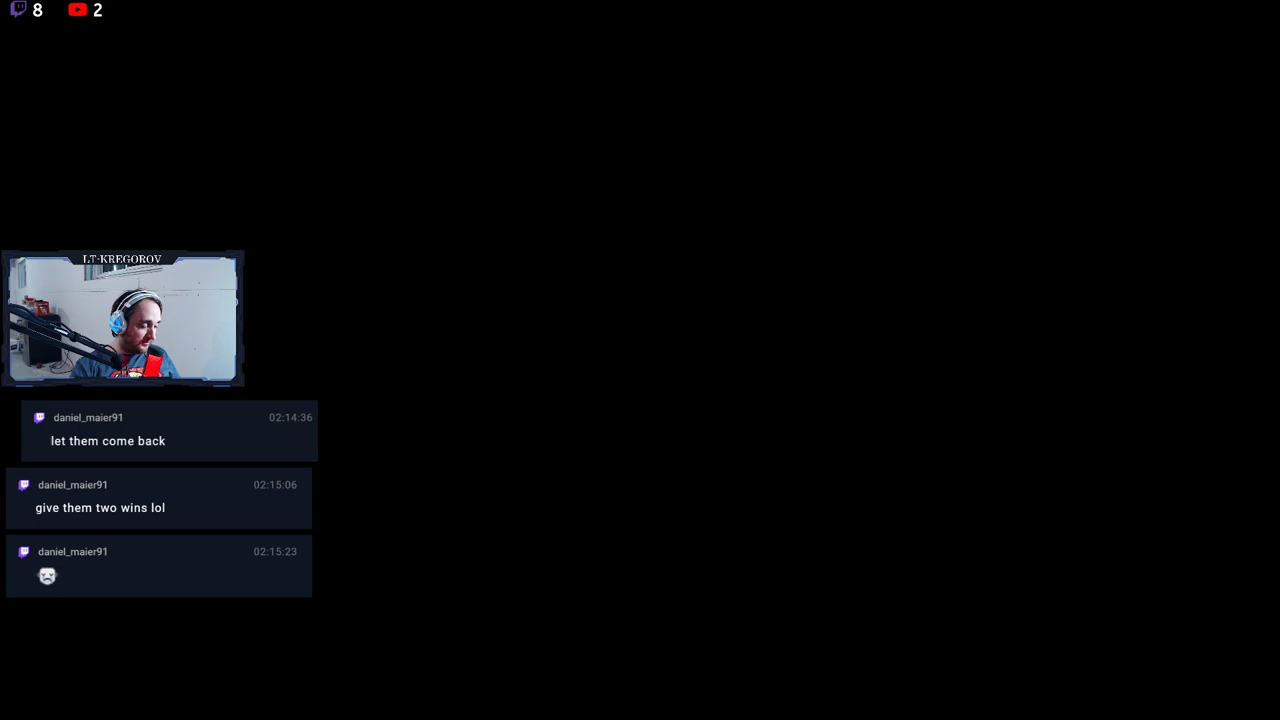 8 2
LT-KREGOROV
daniel_maier91 02:14:36
let them come back
daniel_maier91 02:15:06
give them two wins lol
daniel_maier91 02:15:23